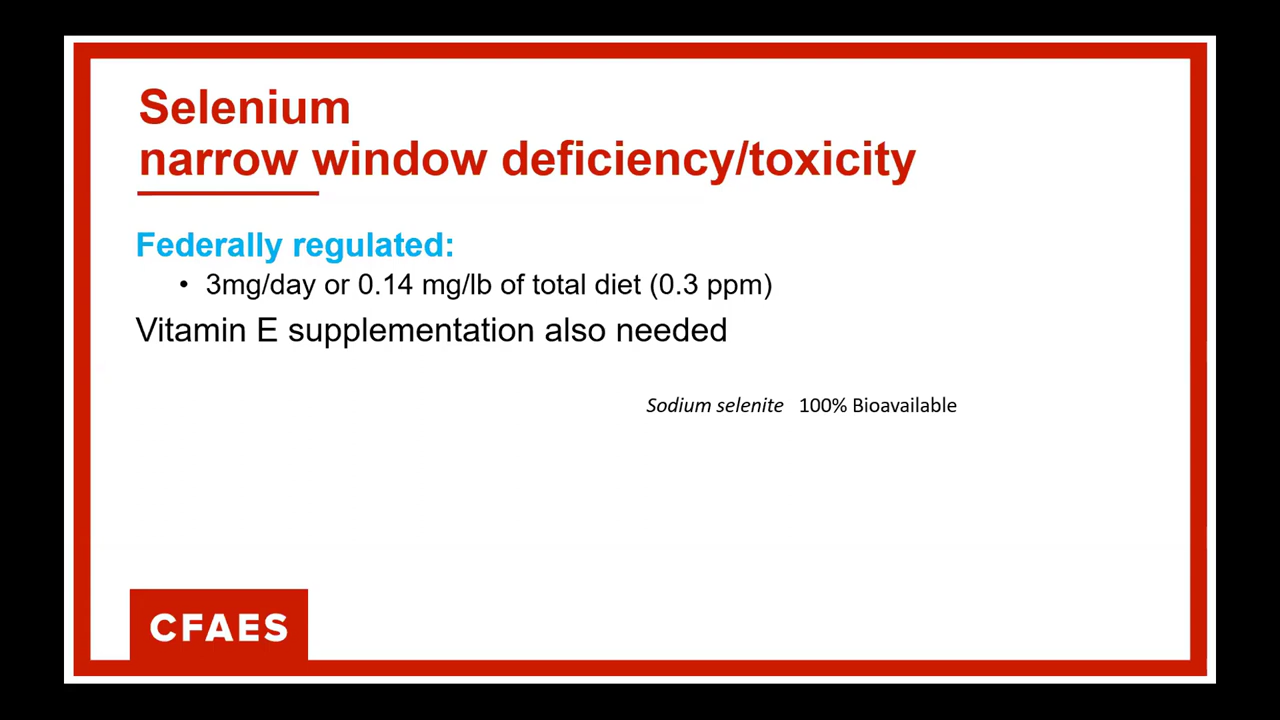 Selenium
narrow window deficiency/toxicity
Federally regulated:
• 3mg/day or 0.14 mg/lb of total diet (0.3 ppm)
Vitamin E supplementation also needed
Sodium selenite 100% Bioavailable
CFAES